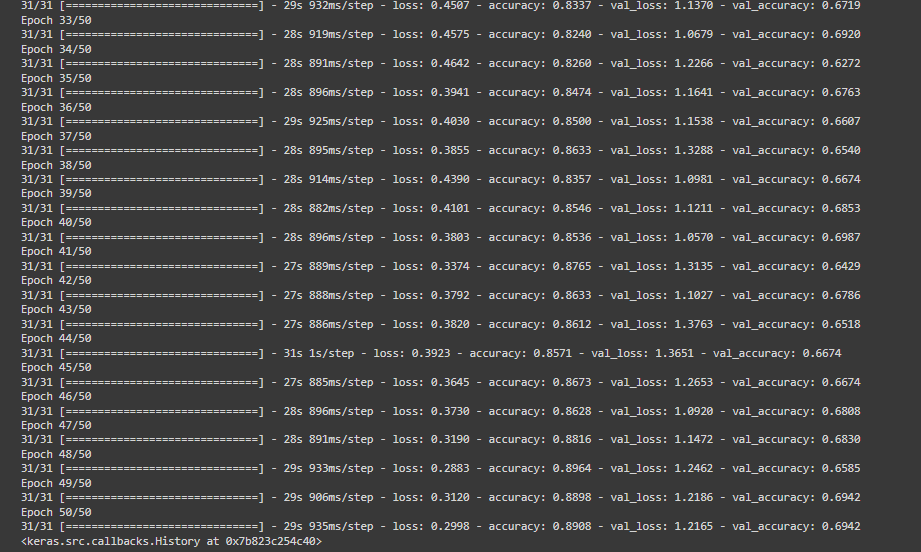 31/31 [==============================] - 29s 932ms/step - loss: 0.4507 - accuracy: 0.8337 - val_loss: 1.1370 - val_accuracy: 0.6719
Epoch 33/50
31/31 [==============================] - 28s 919ms/step - loss: 0.4575 - accuracy: 0.8240 - val_loss: 1.0679 - val_accuracy: 0.6920
Epoch 34/50
31/31 [==============================] - 28s 891ms/step - loss: 0.4642 - accuracy: 0.8260 - val_loss: 1.2266 - val_accuracy: 0.6272
Epoch 35/50
31/31 [==============================] - 28s 896ms/step - loss: 0.3941 - accuracy: 0.8474 - val_loss: 1.1641 - val_accuracy: 0.6763
Epoch 36/50
31/31 [==============================] - 29s 925ms/step - loss: 0.4030 - accuracy: 0.8500 - val_loss: 1.1538 - val_accuracy: 0.6607
Epoch 37/50
31/31 [==============================] - 28s 895ms/step - loss: 0.3855 - accuracy: 0.8633 - val_loss: 1.3288 - val_accuracy: 0.6540
Epoch 38/50
31/31 [==============================] - 28s 914ms/step - loss: 0.4390 - accuracy: 0.8357 - val_loss: 1.0981 - val_accuracy: 0.6674
Epoch 39/50
31/31 [==============================] - 28s 882ms/step - loss: 0.4101 - accuracy: 0.8546 - val_loss: 1.1211 - val_accuracy: 0.6853
Epoch 40/50
31/31 [==============================] - 28s 896ms/step - loss: 0.3803 - accuracy: 0.8536 - val_loss: 1.0570 - val_accuracy: 0.6987
Epoch 41/50
31/31 [==============================] - 27s 889ms/step - loss: 0.3374 - accuracy: 0.8765 - val_loss: 1.3135 - val_accuracy: 0.6429
Epoch 42/50
31/31 [==============================] - 27s 888ms/step - loss: 0.3792 - accuracy: 0.8633 - val_loss: 1.1027 - val_accuracy: 0.6786
Epoch 43/50
31/31 [==============================] - 27s 886ms/step - loss: 0.3820 - accuracy: 0.8612 - val_loss: 1.3763 - val_accuracy: 0.6518
Epoch 44/50
31/31 [==============================] - 31s 1s/step - loss: 0.3923 - accuracy: 0.8571 - val_loss: 1.3651 - val_accuracy: 0.6674
Epoch 45/50
31/31 [==============================] - 27s 885ms/step - loss: 0.3645 - accuracy: 0.8673 - val_loss: 1.2653 - val_accuracy: 0.6674
Epoch 46/50
31/31 [==============================] - 28s 896ms/step - loss: 0.3730 - accuracy: 0.8628 - val_loss: 1.0920 - val_accuracy: 0.6808
Epoch 47/50
31/31 [==============================] - 28s 891ms/step - loss: 0.3190 - accuracy: 0.8816 - val_loss: 1.1472 - val_accuracy: 0.6830
Epoch 48/50
31/31 [==============================] - 29s 933ms/step - loss: 0.2883 - accuracy: 0.8964 - val_loss: 1.2462 - val_accuracy: 0.6585
Epoch 49/50
31/31 [==============================] - 29s 906ms/step - loss: 0.3120 - accuracy: 0.8898 - val_loss: 1.2186 - val_accuracy: 0.6942
Epoch 50/50
31/31 [==============================] - 29s 935ms/step - loss: 0.2998 - accuracy: 0.8908 - val_loss: 1.2165 - val_accuracy: 0.6942
<keras.src.callbacks.History at 0x7b823c254c40>